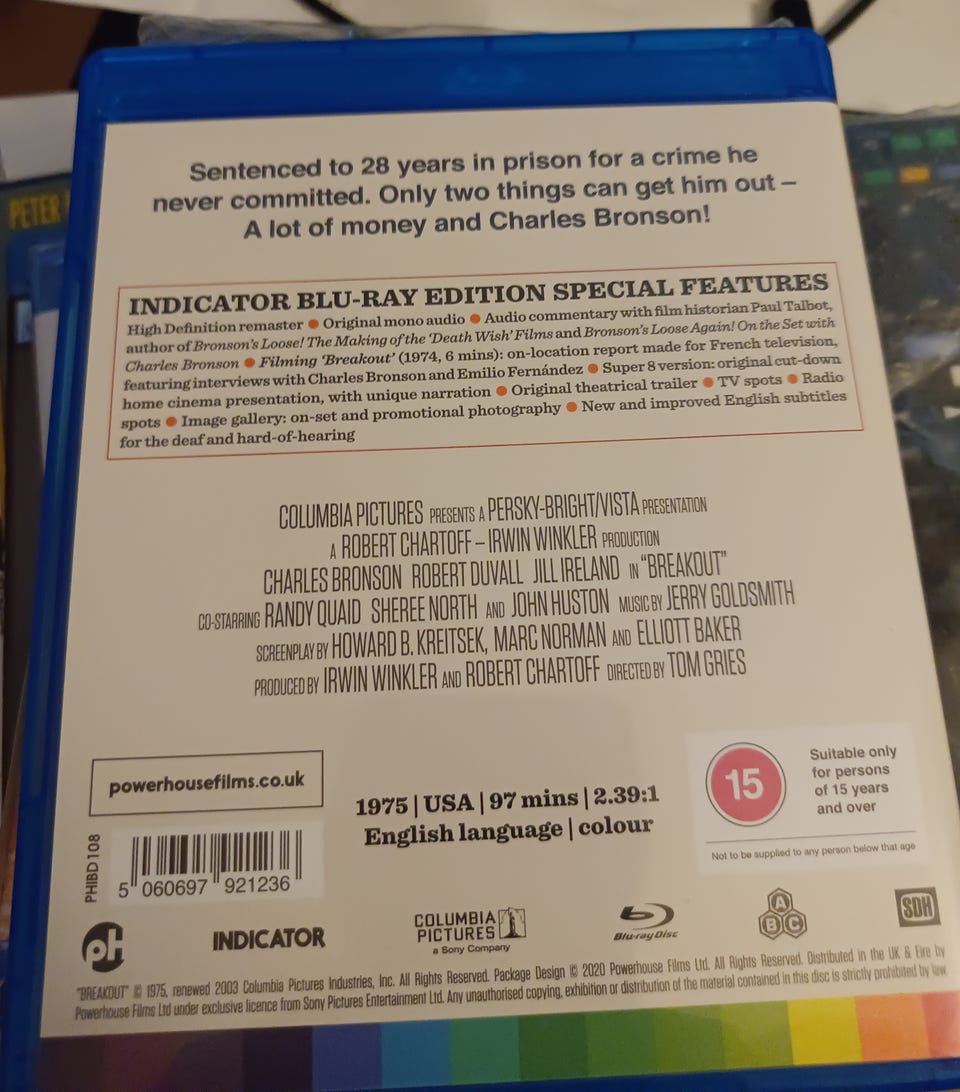 PETER
Sentenced to 28 years in prison for a crime he
never committed. Only two things can get him out –
A lot of money and Charles Bronson!
INDICATOR BLU-RAY EDITION SPECIAL FEATURES
High Definition remaster ● Original mono audio ● Audio commentary with film historian Paul Talbot,
author of Bronson's Loose! The Making of the 'Death Wish' Films and Bronson's Loose Again! On the Set with
Charles Bronson ● Filming 'Breakout' (1974, 6 mins): on-location report made for French television,
featuring interviews with Charles Bronson and Emilio Fernández ● Super 8 version: original cut-down
home cinema presentation, with unique narration ● Original theatrical trailer ● TV spots ● Radio
spots ● Image gallery: on-set and promotional photography ● New and improved English subtitles
for the deaf and hard-of-hearing
COLUMBIA PICTURES PRESENTS A PERSKY-BRIGHT/VISTA PRESENTATION
A ROBERT CHARTOFF – IRWIN WINKLER PRODUCTION
CHARLES BRONSON ROBERT DUVALL JILL IRELAND IN "BREAKOUT"
CO-STARRING RANDY QUAID SHEREE NORTH AND JOHN HUSTON MUSIC BY JERRY GOLDSMITH
SCREENPLAY BY HOWARD B. KREITSEK, MARC NORMAN AND ELLIOTT BAKER
PRODUCED BY IRWIN WINKLER AND ROBERT CHARTOFF DIRECTED BY TOM GRIES
powerhousefilms.co.uk
1975 | USA | 97 mins | 2.39:1
English language | colour
15
Suitable only
for persons
of 15 years
and over
Not to be supplied to any person below that age
PHIBD108
5 060697 921236
pH
INDICATOR
COLUMBIA
PICTURES
a Sony Company
Blu-ray Disc
A
B C
SDH
"BREAKOUT" © 1975, renewed 2003 Columbia Pictures Industries, Inc. All Rights Reserved. Package Design © 2020 Powerhouse Films Ltd. All Rights Reserved. Distributed in the UK & Eire by
Powerhouse Films Ltd under exclusive licence from Sony Pictures Entertainment Ltd. Any unauthorised copying, exhibition or distribution of the material contained in this disc is strictly prohibited by law.